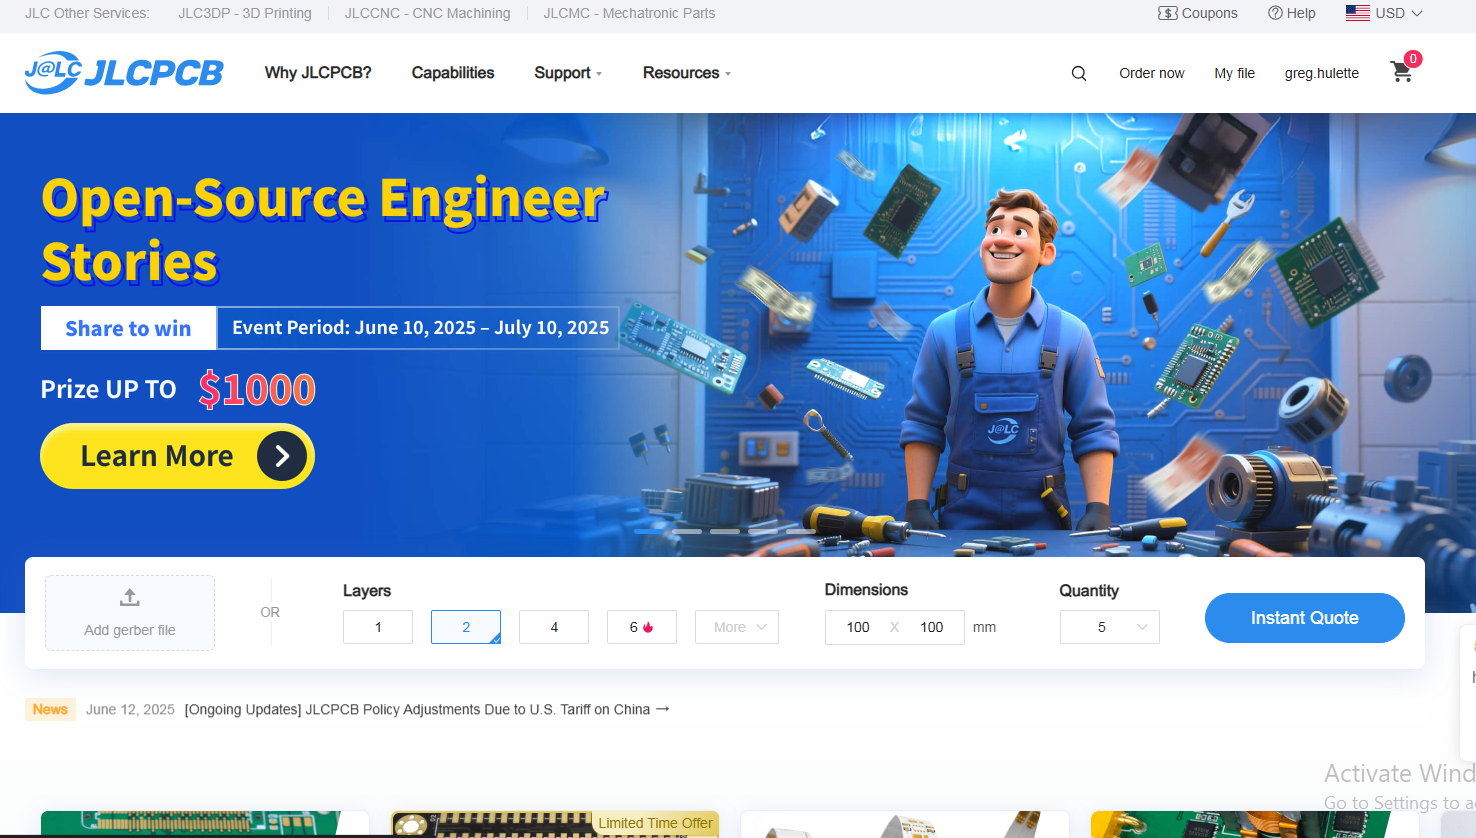 JLC Other Services:
JLC3DP - 3D Printing
JLCCNC - CNC Machining
JLCMC - Mechatronic Parts
Coupons
Help
USD
J@LC JLCPCB
Why JLCPCB?
Capabilities
Support
Resources
Order now
My file
greg.hulette
0
Open-Source Engineer
Stories
Share to win
Event Period: June 10, 2025 – July 10, 2025
Prize UP TO $1000
Learn More
J@LC
Add gerber file
OR
Layers
1
2
4
6
More
Dimensions
100 X 100 mm
Quantity
5
Instant Quote
News
June 12, 2025
[Ongoing Updates] JLCPCB Policy Adjustments Due to U.S. Tariff on China →
Activate Wind
Go to Settings to a
Limited Time Offer